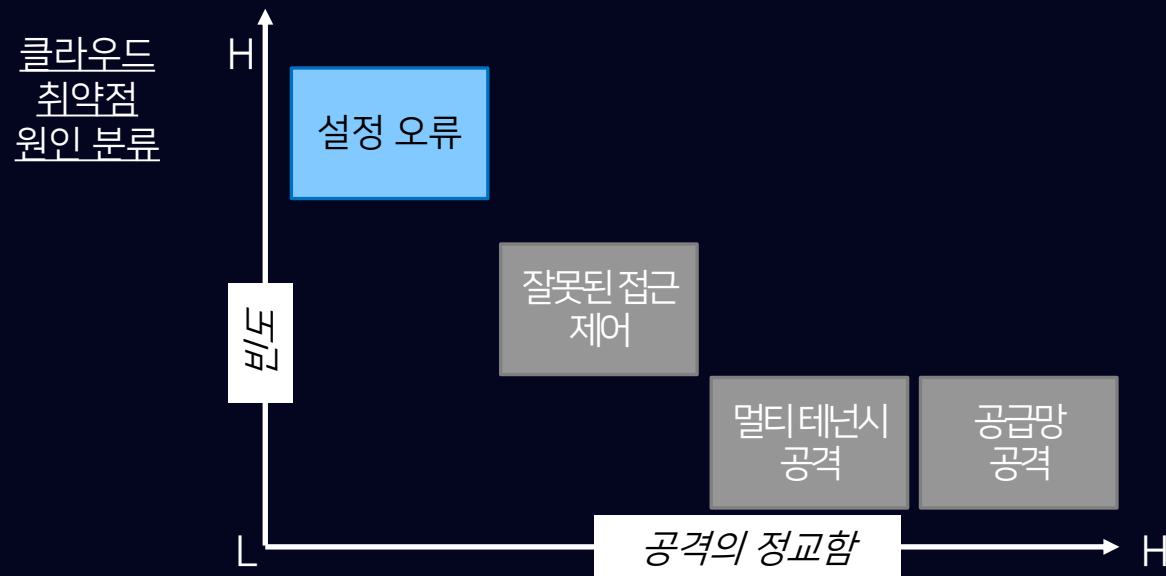 클라우드
취약점
원인 분류
H
설정 오류
잘못된 접근
제어
보급
멀티 테넌시
공격
공급망
공격
L
공격의 정교함
H